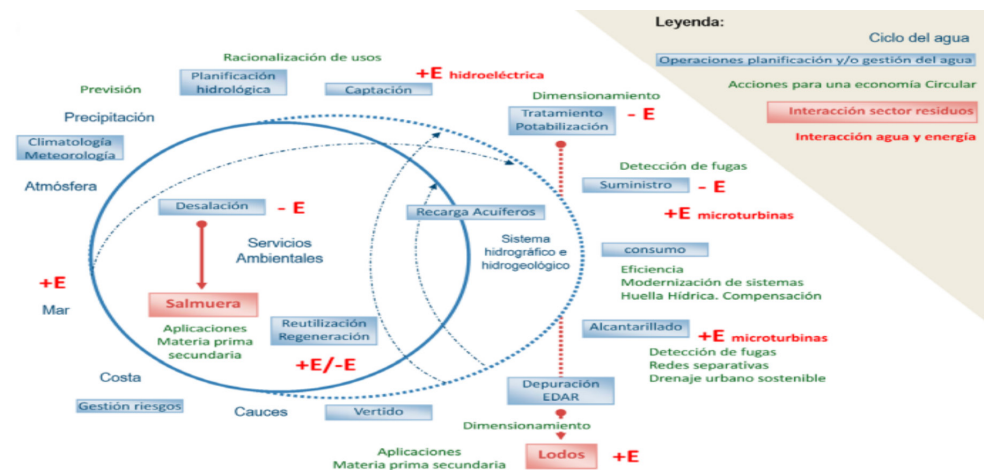 Leyenda:
Ciclo del agua
Operaciones planificación y/o gestión del agua
Acciones para una economía Circular
Interacción sector residuos
Interacción agua y energía
Racionalización de usos
Planificación
hidrológica
+E hidroeléctrica
Captación
Previsión
Precipitación
Climatología
Meteorología
Atmósfera
Dimensionamiento
Tratamiento
Potabilización
- E
Detección de fugas
Suministro
- E
+E microturbinas
Desalación
- E
Recarga Acuíferos
Servicios
Ambientales
Sistema
hidrográfico e
hidrogeológico
consumo
Eficiencia
Modernización de sistemas
Huella Hídrica. Compensación
+E
Mar
Salmuera
Aplicaciones
Materia prima
secundaria
Reutilización
Regeneración
+E/-E
Alcantarillado
+E microturbinas
Detección de fugas
Redes separativas
Drenaje urbano sostenible
Costa
Gestión riesgos
Cauces
Vertido
Depuración
EDAR
Dimensionamiento
Aplicaciones
Materia prima secundaria
Lodos
+E